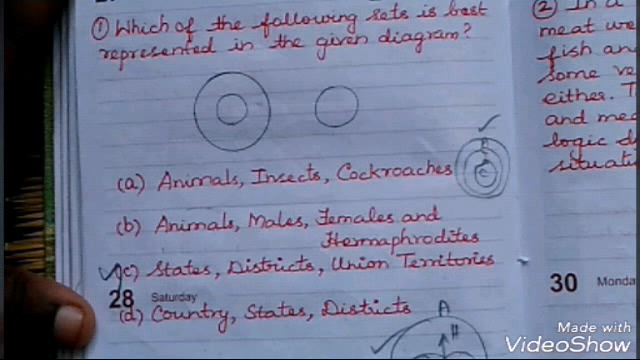 ① Which of the following sets is best
represented in the given diagram?
(a) Animals, Insects, Cockroaches
(b) Animals, Males, Females and
Hermaphrodites
(c) States, Districts, Union Territories
28 Saturday
(d) Country, States, Districts
A
② In a
meat we
fish an
some ve
either. T
and mea
logic d
situati
30 Monda
Made with
VideoShow